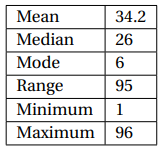 Mean 34.2
Median 26
Mode 6
Range 95
Minimum 1
Maximum 96